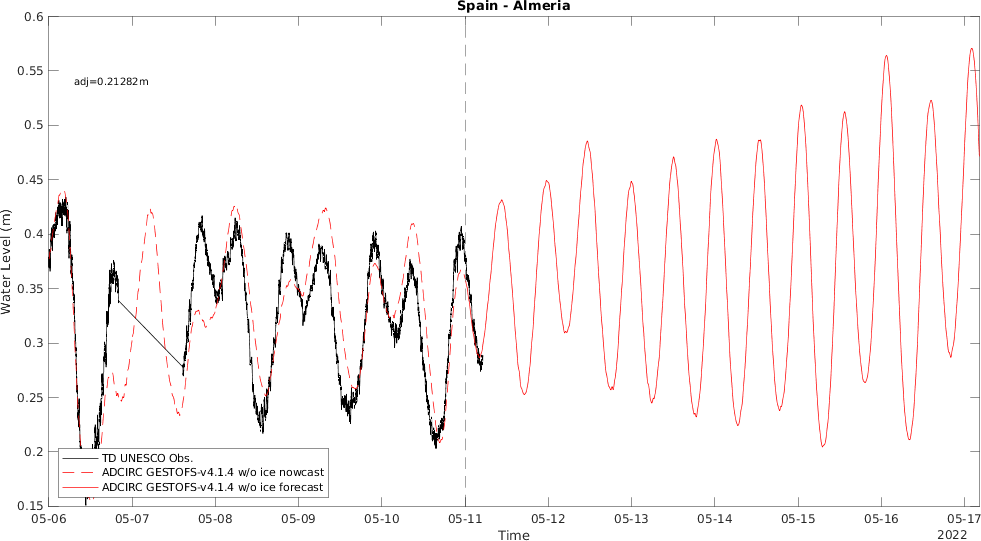 Spain - Almeria
0.6
0.55
adj=0.21282m
0.5
0.45
0.4
0.35
0.3
0.25
0.2
0.15
Water Level (m)
TD UNESCO Obs.
ADCIRC GESTOFS-v4.1.4 w/o ice nowcast
ADCIRC GESTOFS-v4.1.4 w/o ice forecast
05-06 05-07 05-08 05-09 05-10 05-11 05-12 05-13 05-14 05-15 05-16 05-17
Time
2022